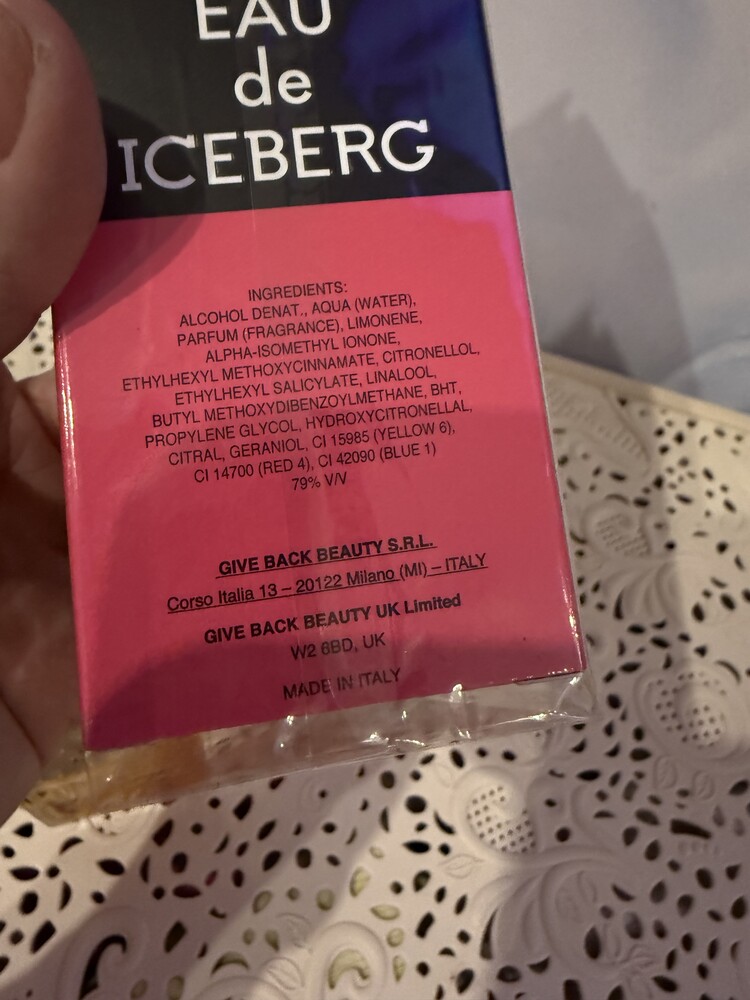 EAU
de
ICEBERG
INGREDIENTS:
ALCOHOL DENAT., AQUA (WATER),
PARFUM (FRAGRANCE), LIMONENE,
ALPHA-ISOMETHYL IONONE,
ETHYLHEXYL METHOXYCINNAMATE, CITRONELLOL,
ETHYLHEXYL SALICYLATE, LINALOOL,
BUTYL METHOXYDIBENZOYLMETHANE, BHT,
PROPYLENE GLYCOL, HYDROXYCITRONELLAL,
CITRAL, GERANIOL, CI 15985 (YELLOW 6),
CI 14700 (RED 4), CI 42090 (BLUE 1)
79% V/V
GIVE BACK BEAUTY S.R.L.
Corso Italia 13 – 20122 Milano (MI) – ITALY
GIVE BACK BEAUTY UK Limited
W2 6BD, UK
MADE IN ITALY